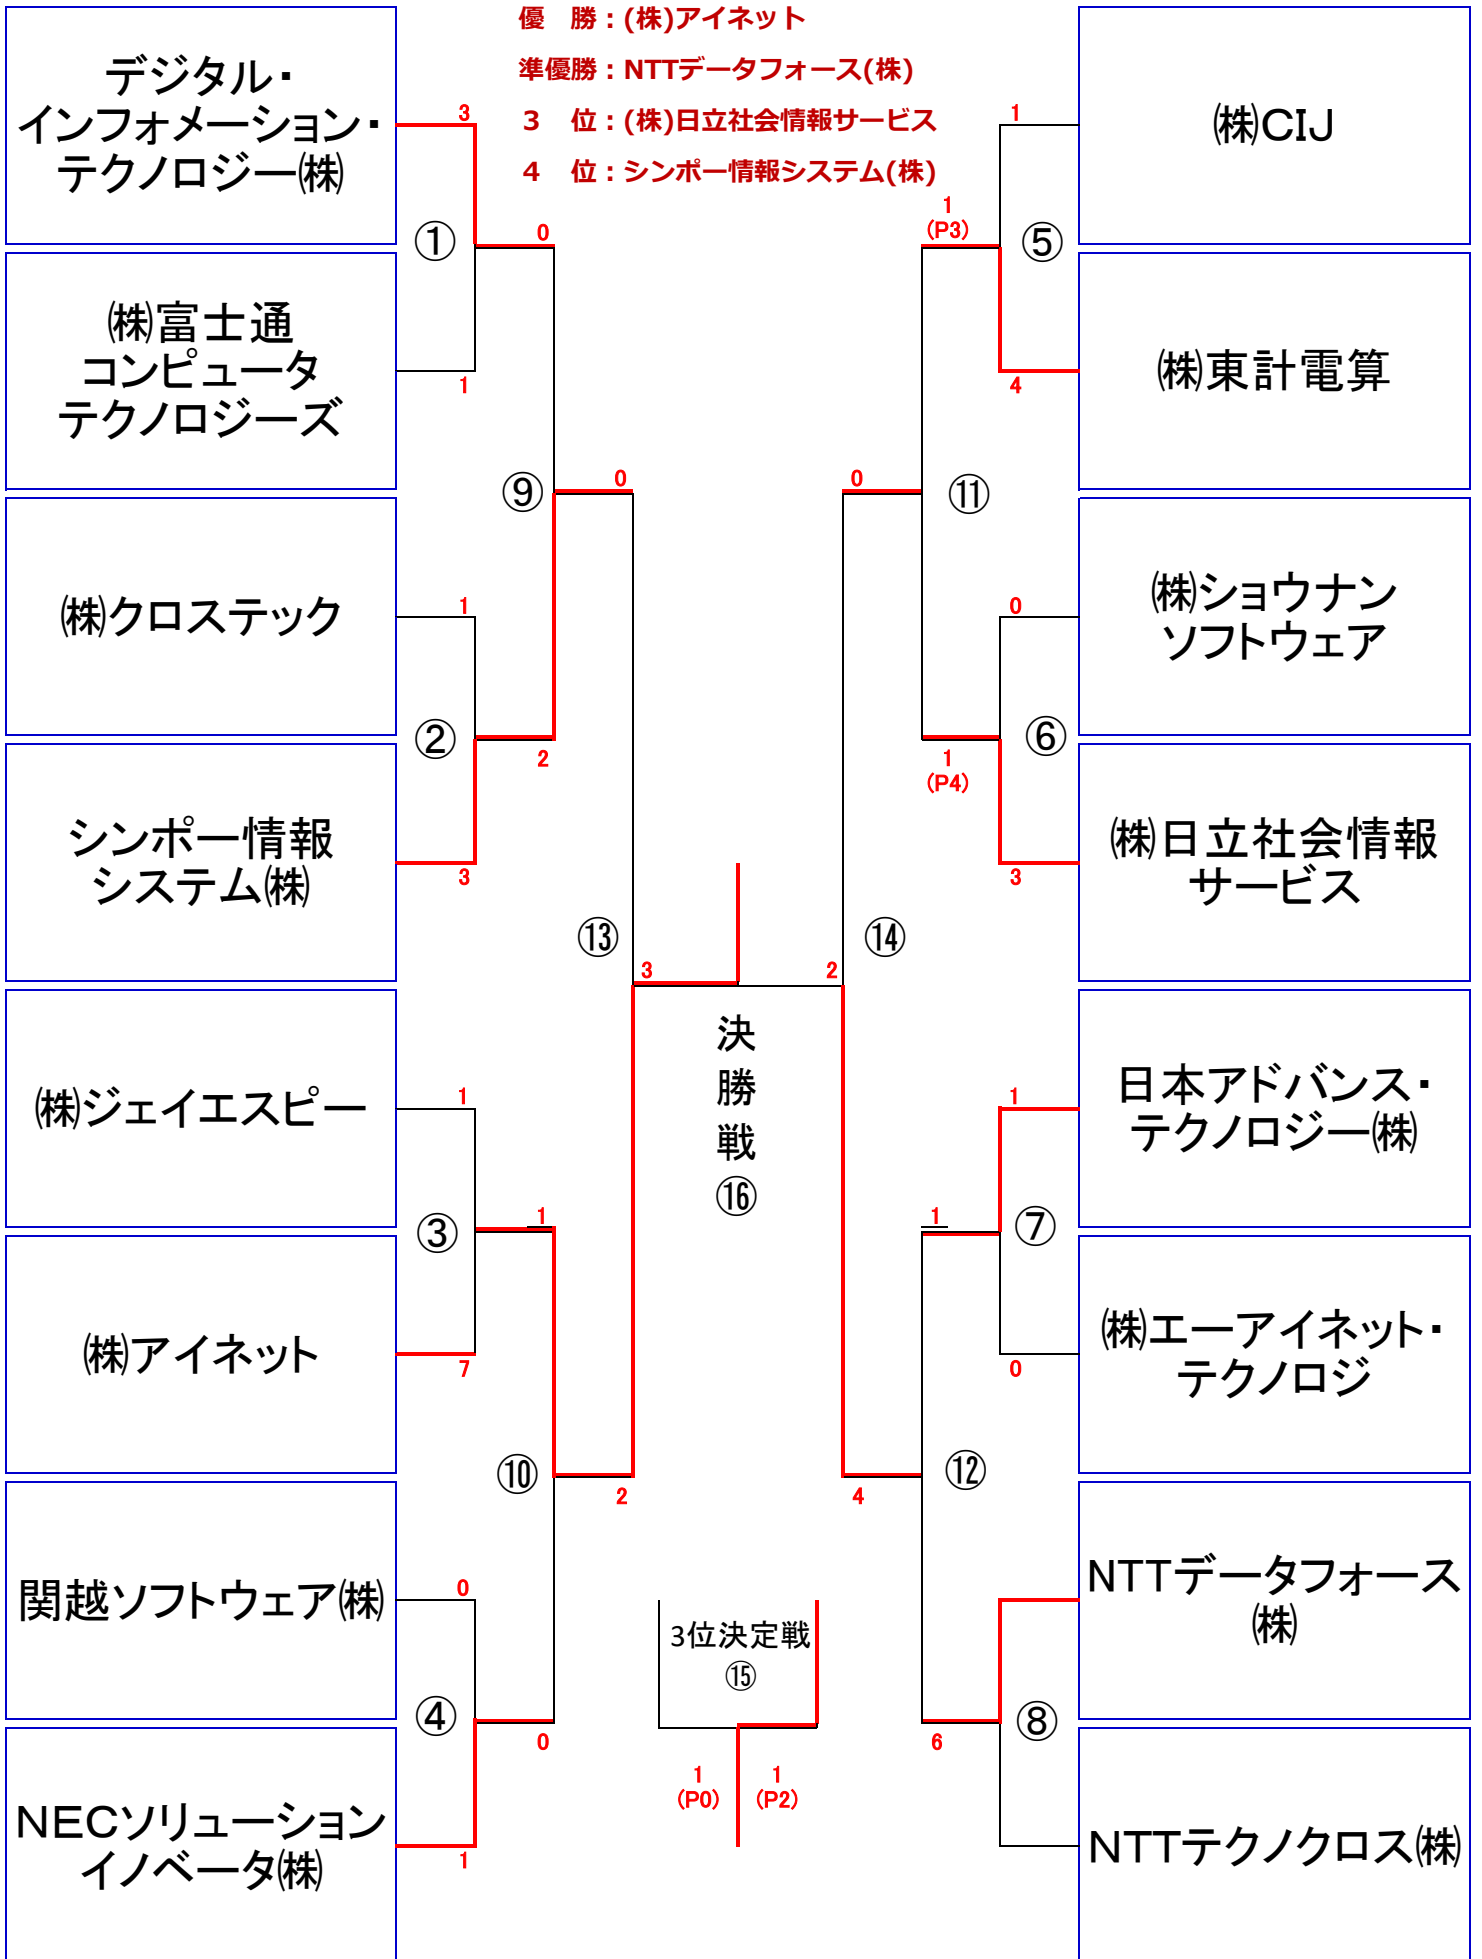 優　勝：(株)アイネット
準優勝：NTTデータフォース(株)
3　位：(株)日立社会情報サービス
4　位：シンポー情報システム(株)
デジタル・
インフォメーション・
テクノロジー㈱
3
①
0
㈱富士通
コンピュータ
テクノロジーズ
1
⑨
0
㈱クロステック
1
②
2
シンポー情報
システム㈱
3
⑬
3
㈱ジェイエスピー
1
③
1
㈱アイネット
7
⑩
2
関越ソフトウェア㈱
0
④
0
NECソリューション
イノベータ㈱
1
決
勝
戦
⑯
3位決定戦
⑮
1
(P0)
1
(P2)
㈱CIJ
1
1
(P3)
⑤
㈱東計電算
4
0
⑪
㈱ショウナン
ソフトウェア
0
⑥
1
(P4)
㈱日立社会情報
サービス
3
⑭
2
日本アドバンス・
テクノロジー㈱
1
1
⑦
㈱エーアイネット・
テクノロジ
0
⑫
4
NTTデータフォース
㈱
⑧
6
NTTテクノクロス㈱